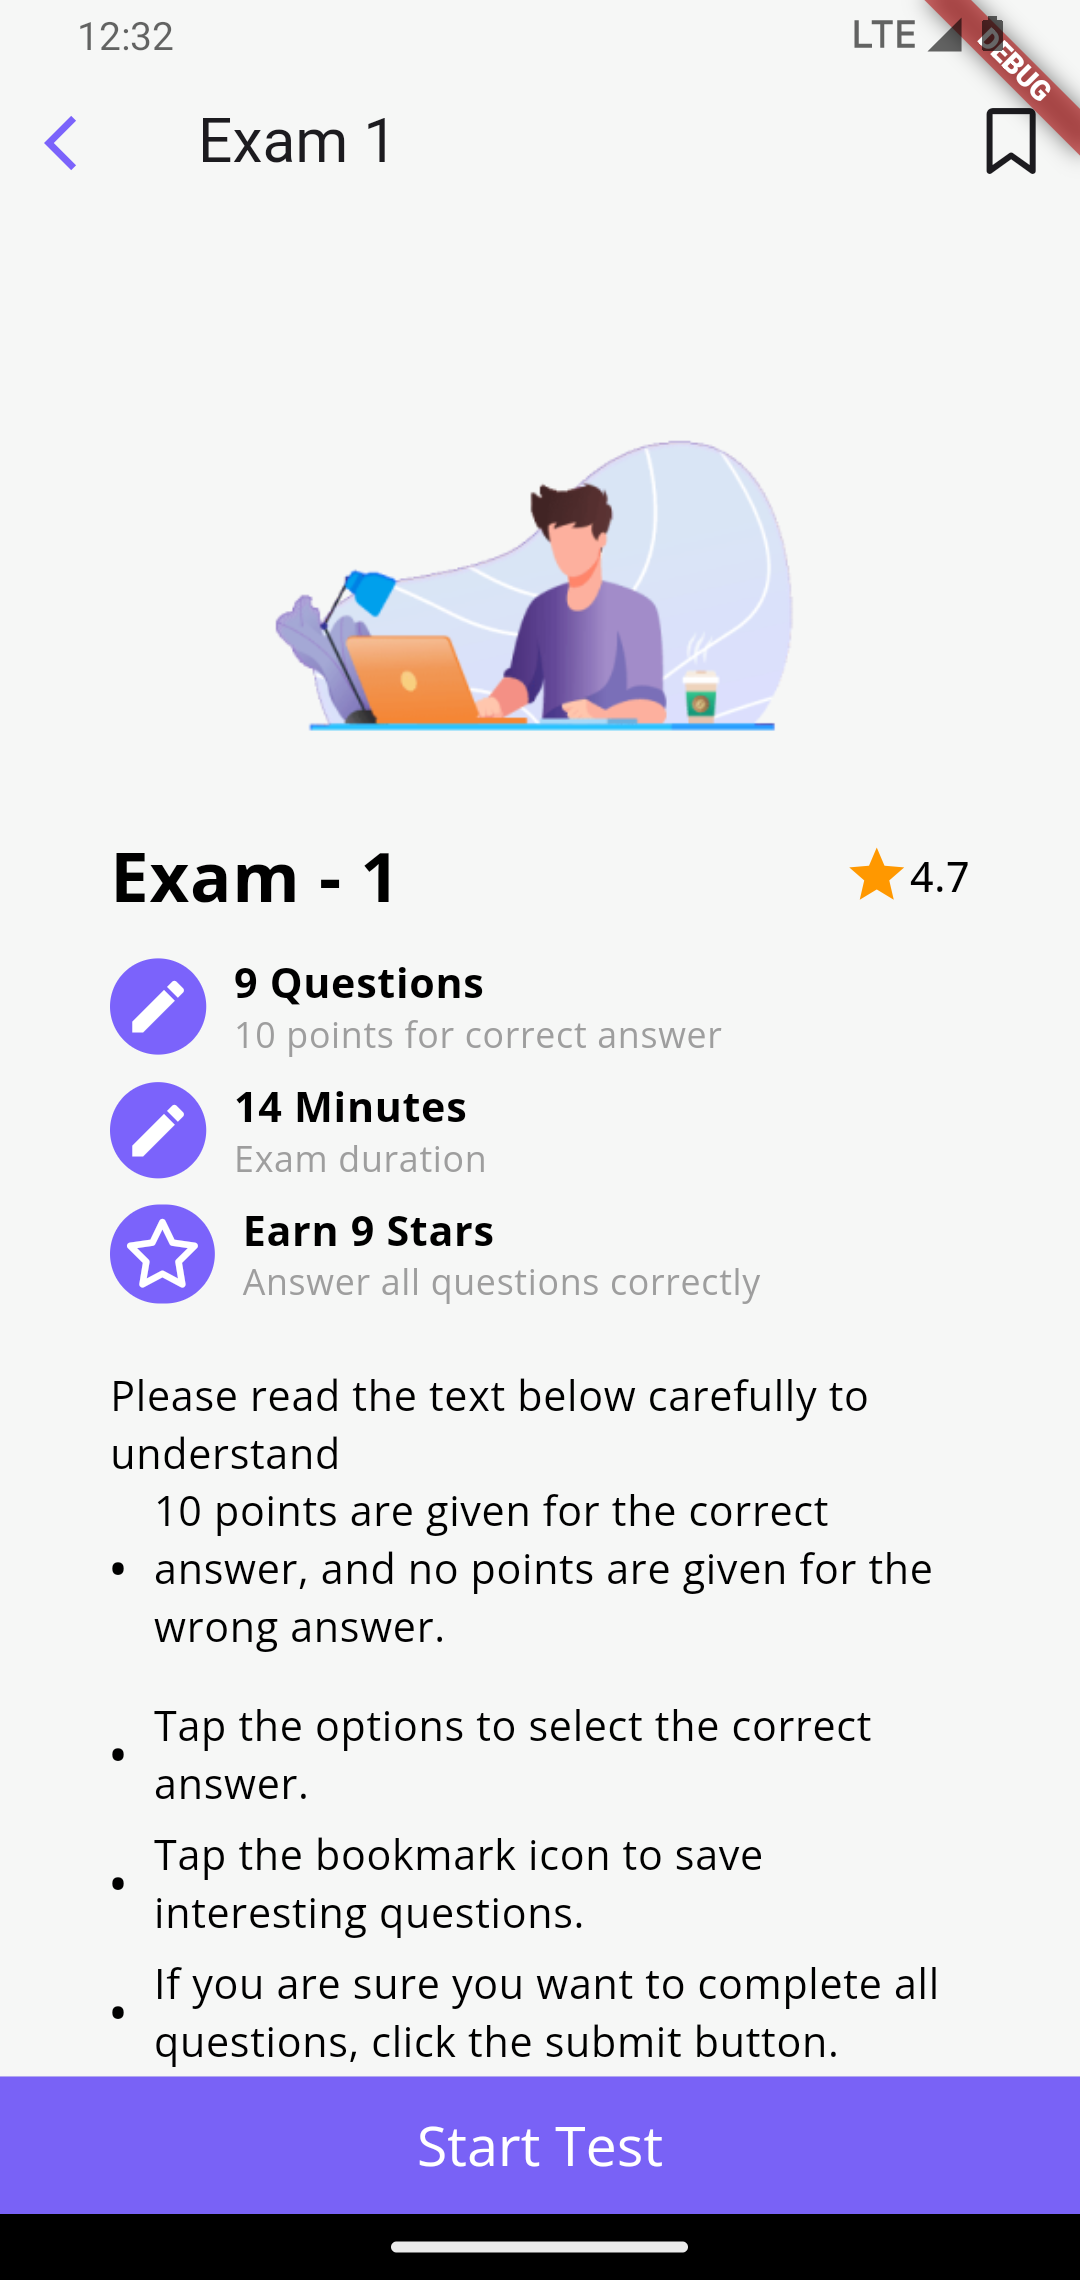 12:32
LTE
DEBUG
Exam 1
Exam - 1
4.7
9 Questions
10 points for correct answer
14 Minutes
Exam duration
Earn 9 Stars
Answer all questions correctly
Please read the text below carefully to
understand
10 points are given for the correct
• answer, and no points are given for the
wrong answer.
• Tap the options to select the correct
answer.
• Tap the bookmark icon to save
interesting questions.
• If you are sure you want to complete all
questions, click the submit button.
Start Test